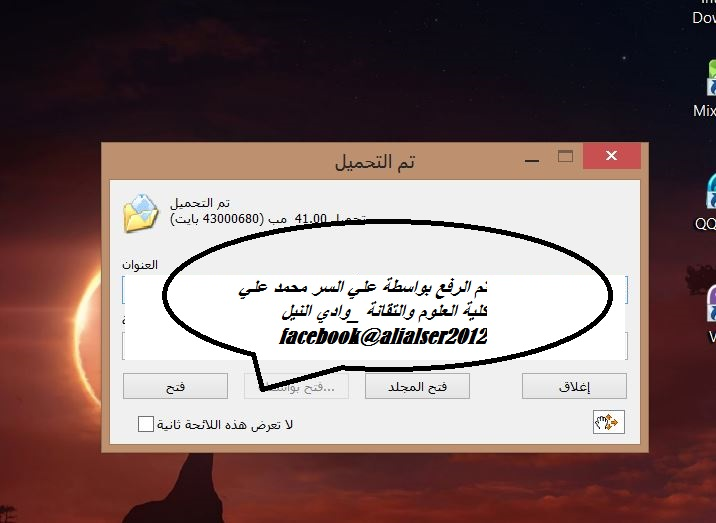 تم التحميل
تم التحميل
تحميل 41.00 مب (43000680 بايت)
العنوان
تم الرفع بواسطة علي السر محمد علي
كلية العلوم والتقانة _وادي النيل
facebook@alialser2012
فتح
فتح بواسطة...
فتح المجلد
إغلاق
لا تعرض هذه اللائحة ثانية
Dow
Mix
QQ
V